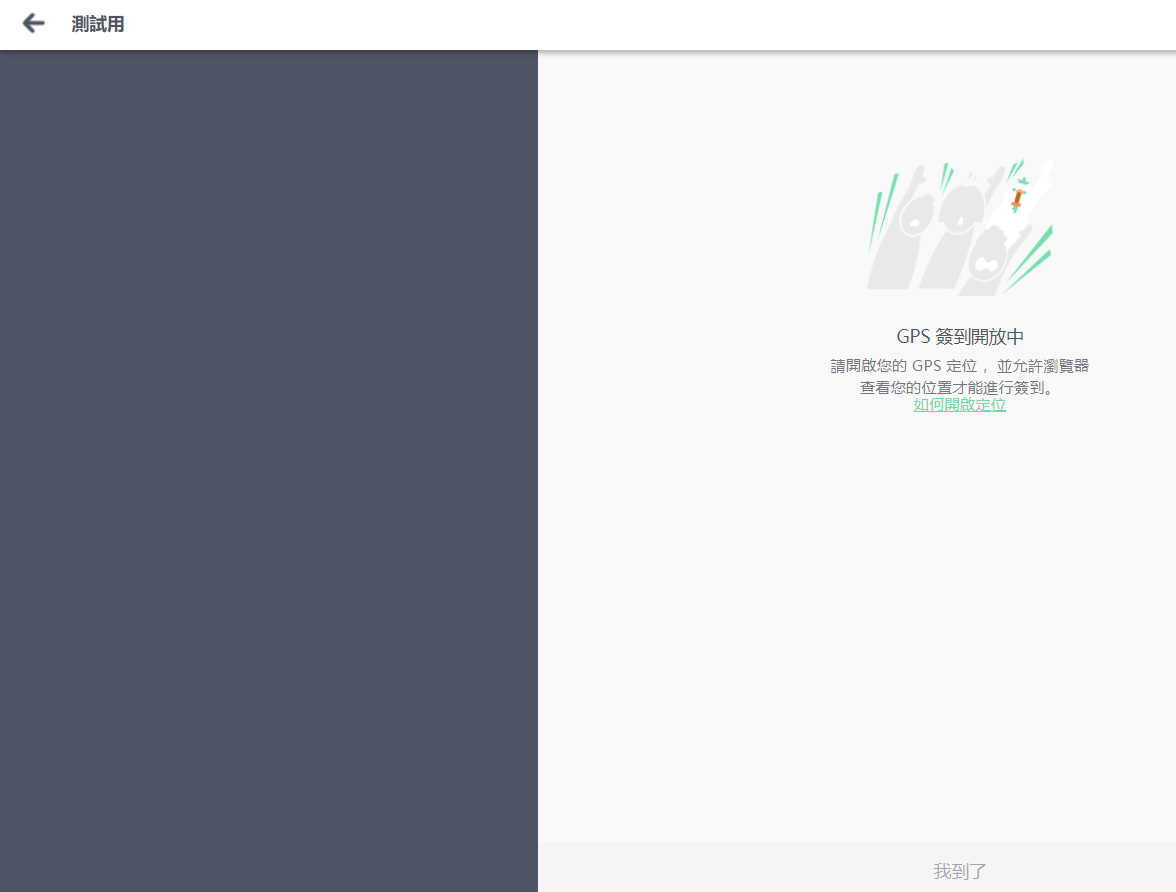 測試用
GPS 簽到開放中
請開啟您的 GPS 定位 ，並允許瀏覽器
查看您的位置才能進行簽到。
如何開啟定位
我到了